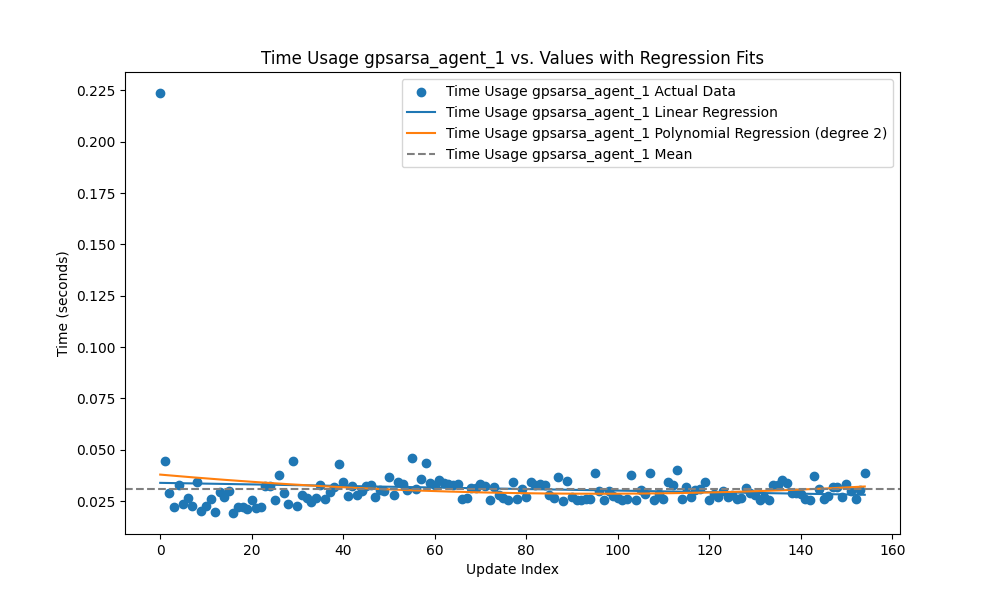 Time Usage gpsarsa_agent_1 vs. Values with Regression Fits
Time Usage gpsarsa_agent_1 Actual Data
Time Usage gpsarsa_agent_1 Linear Regression
Time Usage gpsarsa_agent_1 Polynomial Regression (degree 2)
Time Usage gpsarsa_agent_1 Mean
Time (seconds)
0.225
0.200
0.175
0.150
0.125
0.100
0.075
0.050
0.025
0 20 40 60 80 100 120 140 160
Update Index